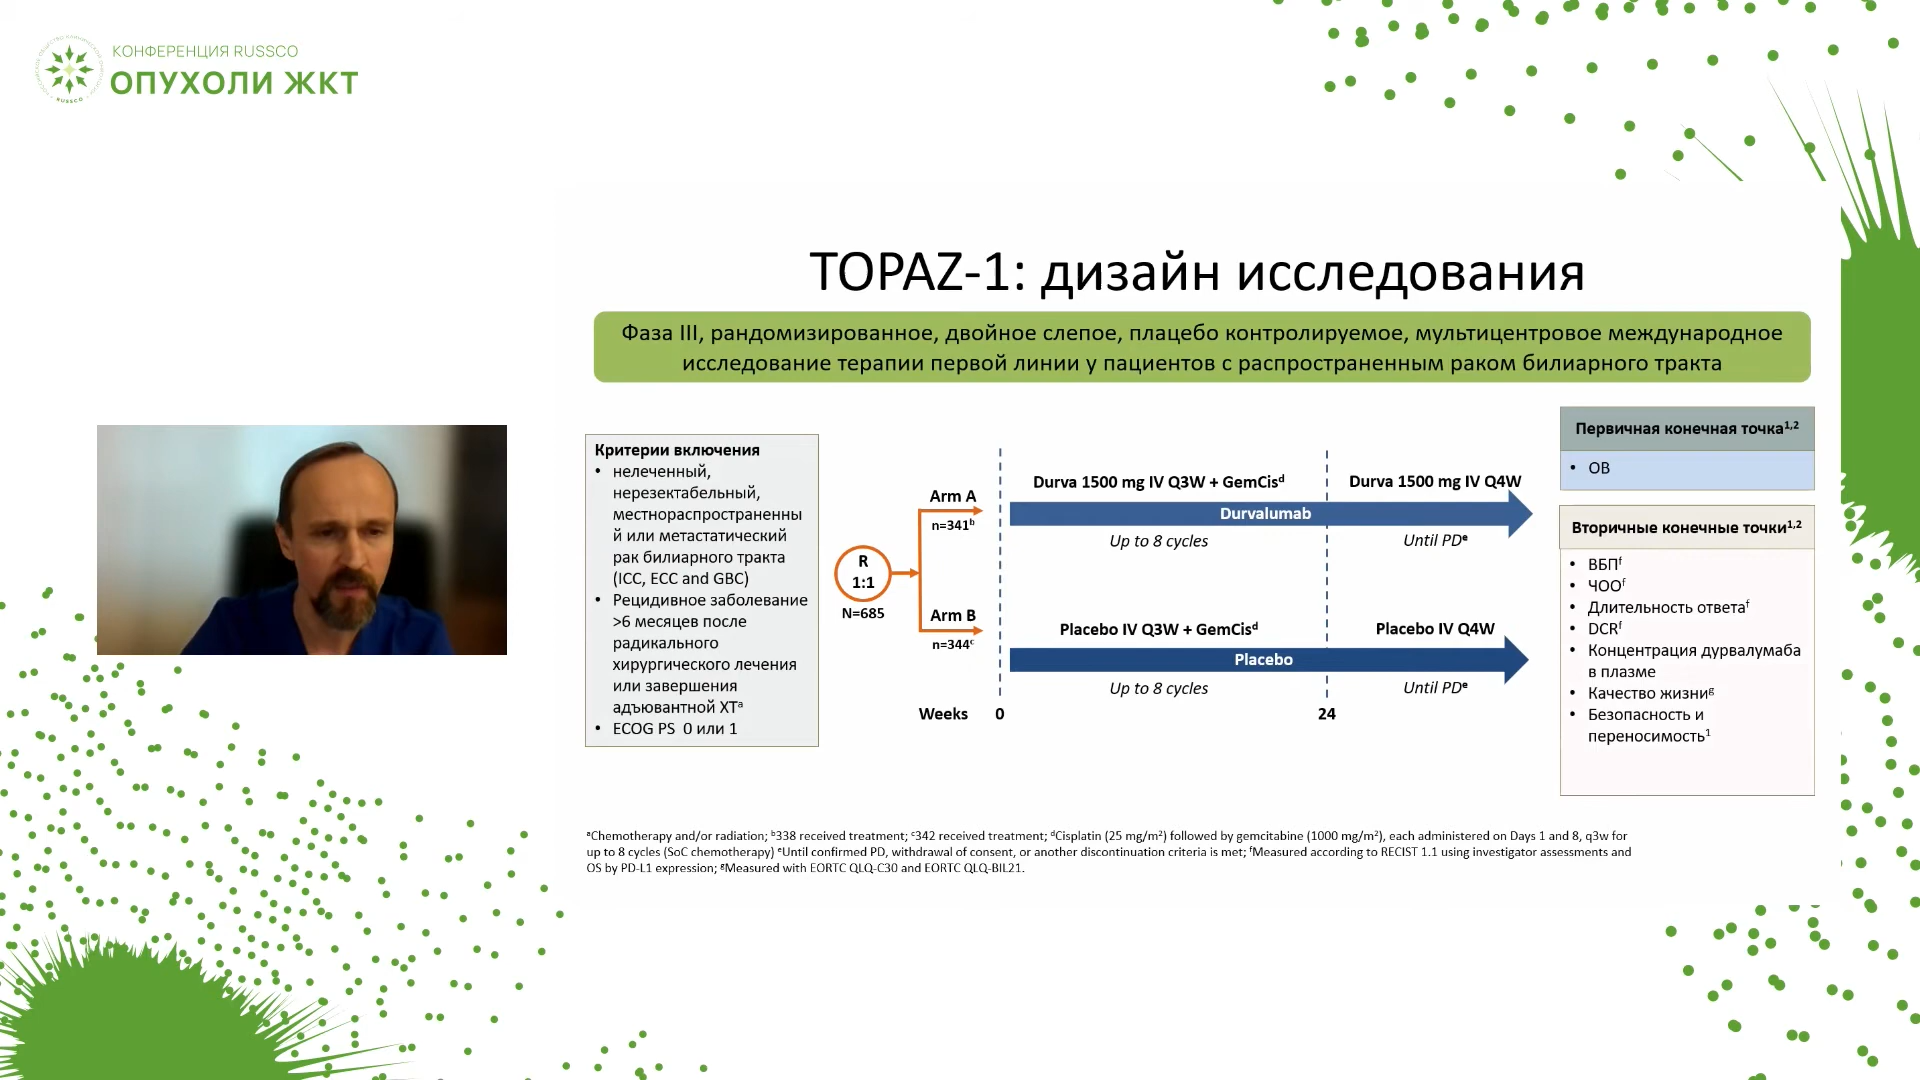 КОНФЕРЕНЦИЯ RUSSCO
ОПУХОЛИ ЖКТ
RUSSCO
TOPAZ-1: дизайн исследования
Фаза III, рандомизированное, двойное слепое, плацебо контролируемое, мультицентровое международное
исследование терапии первой линии у пациентов с распространенным раком билиарного тракта
Критерии включения
• нелеченный,
нерезектабельный,
местнораспространенны
й или метастатический
рак билиарного тракта
(ICC, ECC and GBC)
• Рецидивное заболевание
>6 месяцев после
радикального
хирургического лечения
или завершения
адъювантной ХТᵃ
• ECOG PS 0 или 1
R
1:1
N=685
Arm A
n=341ᵇ
Arm B
n=344ᶜ
Durva 1500 mg IV Q3W + GemCisᵈ
Durva 1500 mg IV Q4W
Durvalumab
Up to 8 cycles
Until PDᵉ
Placebo IV Q3W + GemCisᵈ
Placebo IV Q4W
Placebo
Up to 8 cycles
Until PDᵉ
Weeks 0 24
Первичная конечная точка¹,²
• ОВ
Вторичные конечные точки¹,²
• ВБПᶠ
• ЧООᶠ
• Длительность ответаᶠ
• DCRᶠ
• Концентрация дурвалумаба
в плазме
• Качество жизниᵍ
• Безопасность и
переносимость¹
ᵃChemotherapy and/or radiation; ᵇ338 received treatment; ᶜ342 received treatment; ᵈCisplatin (25 mg/m²) followed by gemcitabine (1000 mg/m²), each administered on Days 1 and 8, q3w for
up to 8 cycles (SoC chemotherapy) ᵉUntil confirmed PD, withdrawal of consent, or another discontinuation criteria is met; ᶠMeasured according to RECIST 1.1 using investigator assessments and
OS by PD-L1 expression; ᵍMeasured with EORTC QLQ-C30 and EORTC QLQ-BIL21.